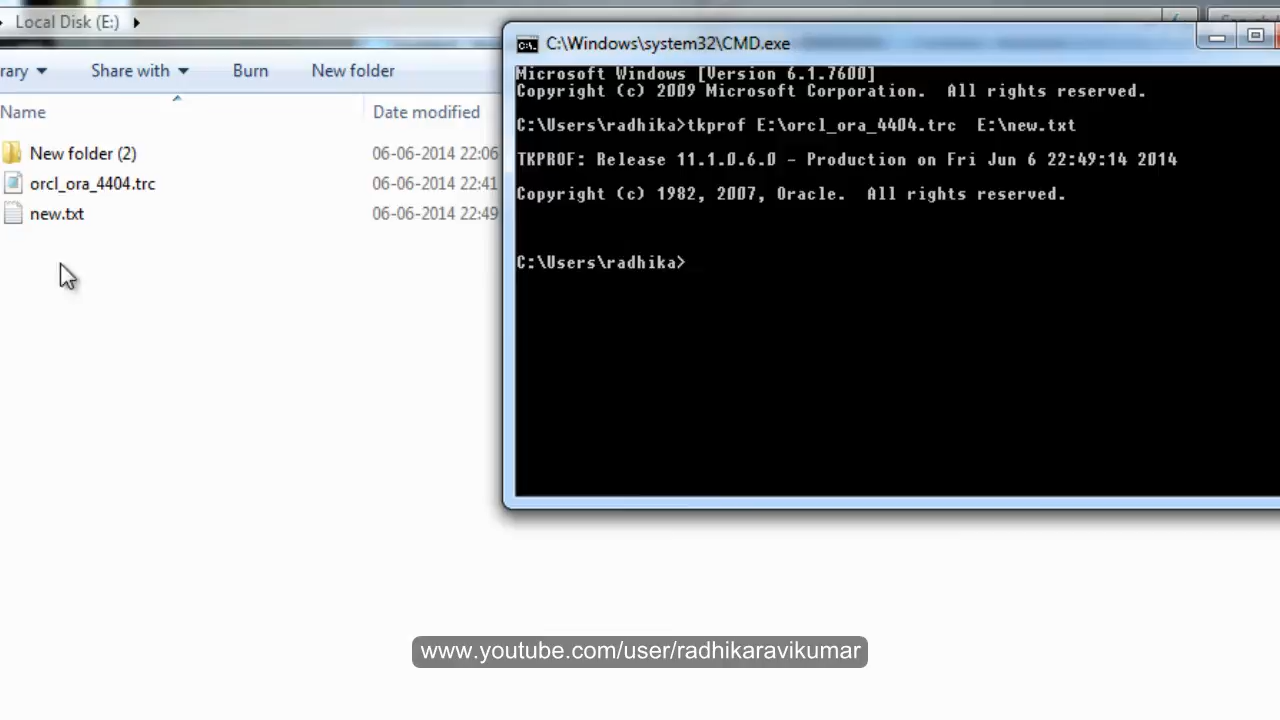 Local Disk (E:)
rary
Share with
Burn
New folder
Name
Date modified
New folder (2)
06-06-2014 22:06
orcl_ora_4404.trc
06-06-2014 22:41
new.txt
06-06-2014 22:49
C:\Windows\system32\CMD.exe
Microsoft Windows [Version 6.1.7600]
Copyright (c) 2009 Microsoft Corporation.  All rights reserved.
C:\Users\radhika>tkprof E:\orcl_ora_4404.trc  E:\new.txt
TKPROF: Release 11.1.0.6.0 - Production on Fri Jun 6 22:49:14 2014
Copyright (c) 1982, 2007, Oracle.  All rights reserved.
C:\Users\radhika>
www.youtube.com/user/radhikaravikumar